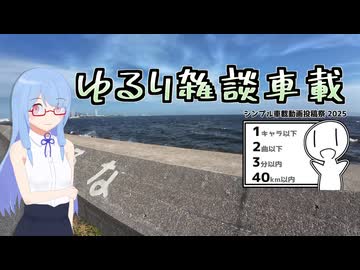 ゆるり雑談車載
シンプル車載動画投稿祭 2025
1キャラ以下
2曲以下
3分以内
40km以内
な